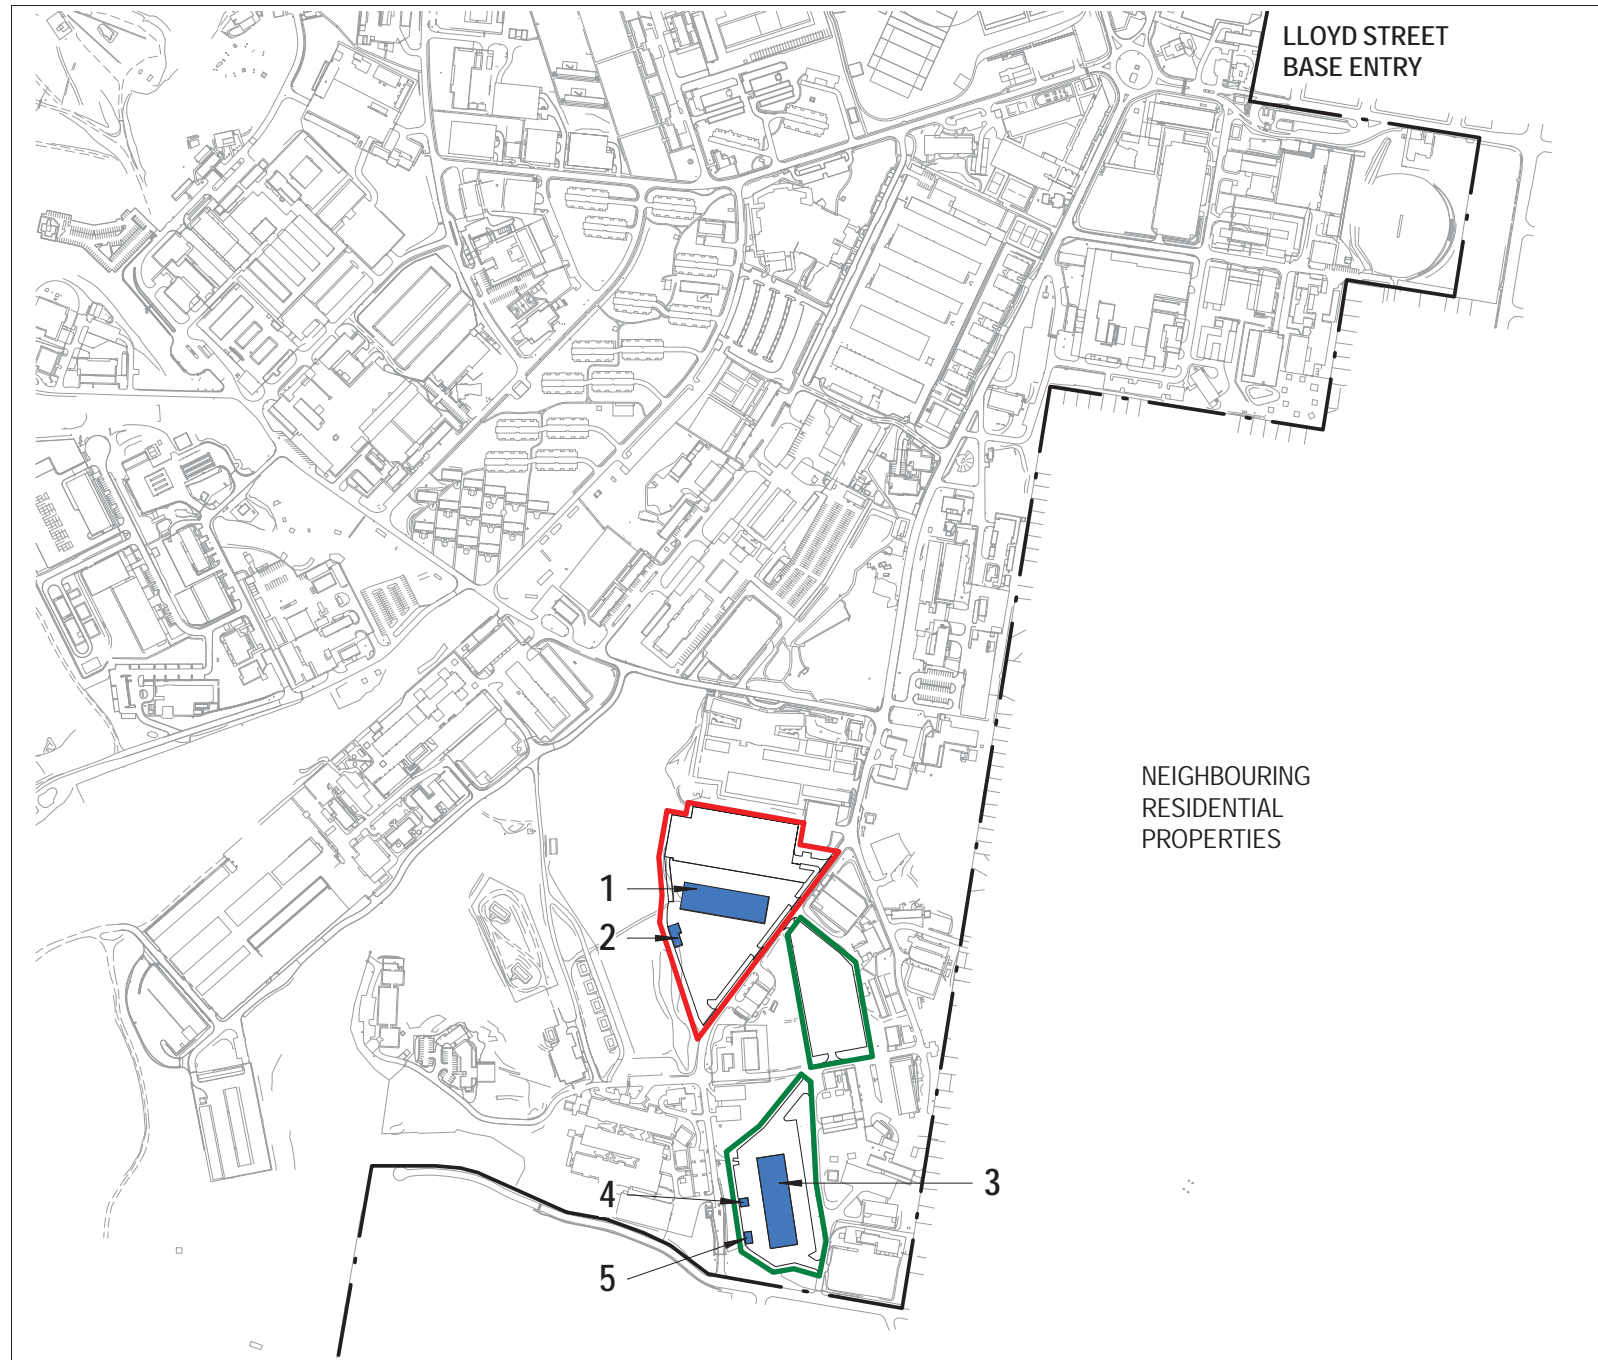 LLOYD STREET
BASE ENTRY
NEIGHBOURING
RESIDENTIAL
PROPERTIES
1
2
3
4
5